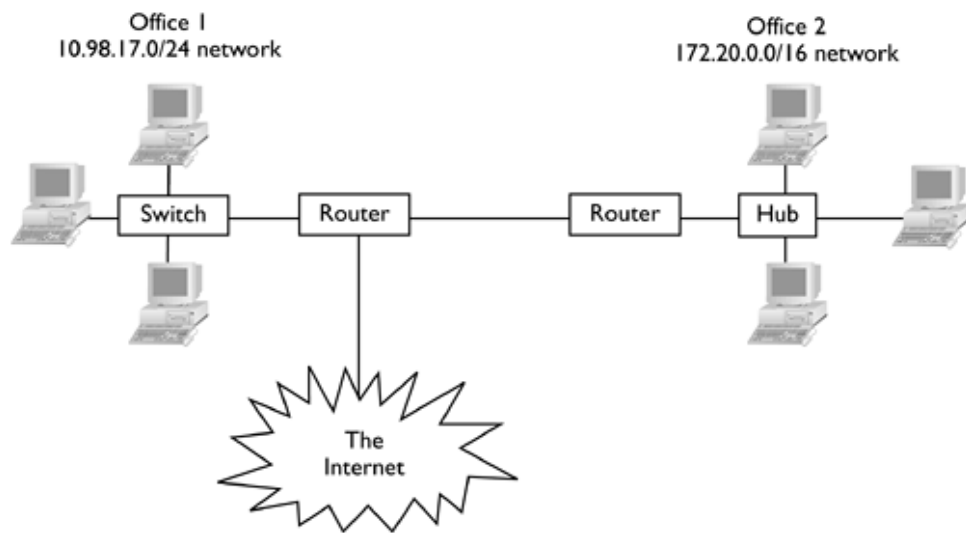 Office 1
10.98.17.0/24 network
Office 2
172.20.0.0/16 network
Switch
Router
Router
Hub
The
Internet